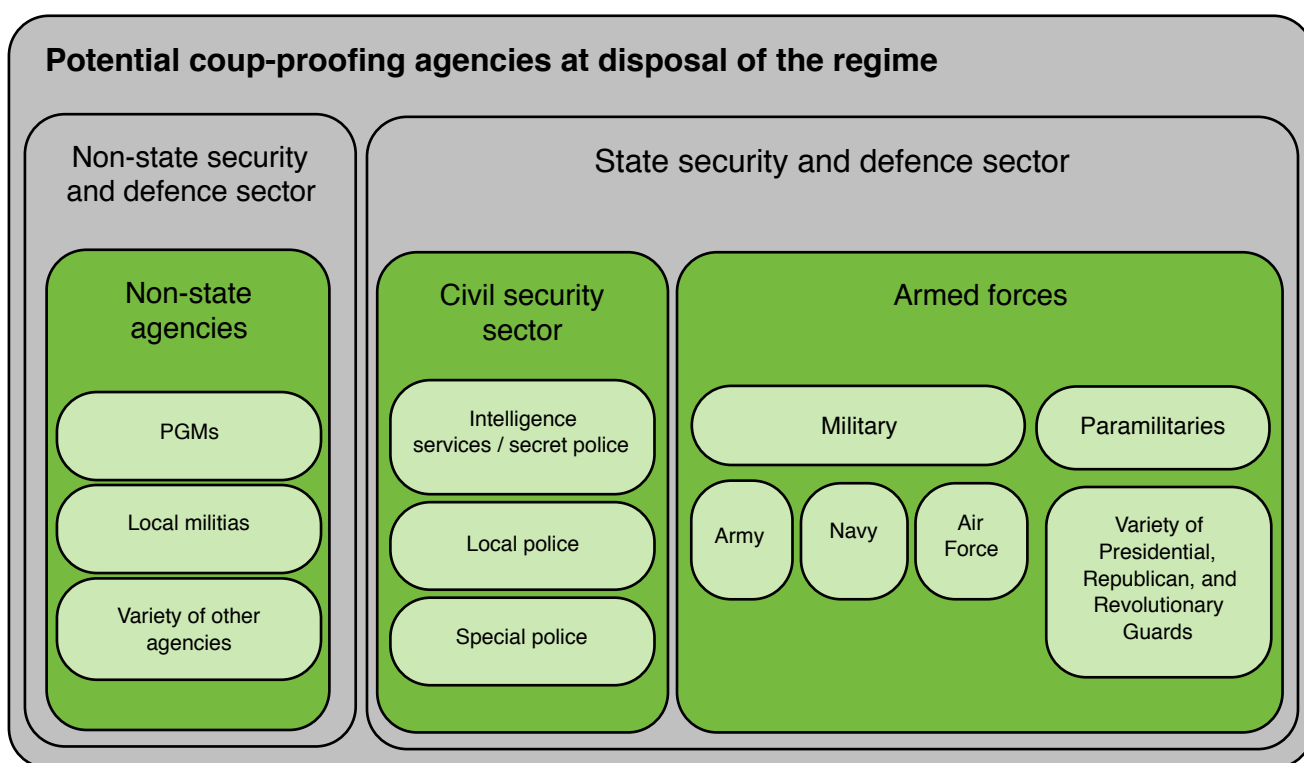 Potential coup-proofing agencies at disposal of the regime
Non-state security
and defence sector
Non-state
agencies
PGMs
Local militias
Variety of other
agencies
State security and defence sector
Civil security
sector
Intelligence
services / secret police
Local police
Special police
Armed forces
Military
Army
Navy
Air
Force
Paramilitaries
Variety of
Presidential,
Republican, and
Revolutionary
Guards